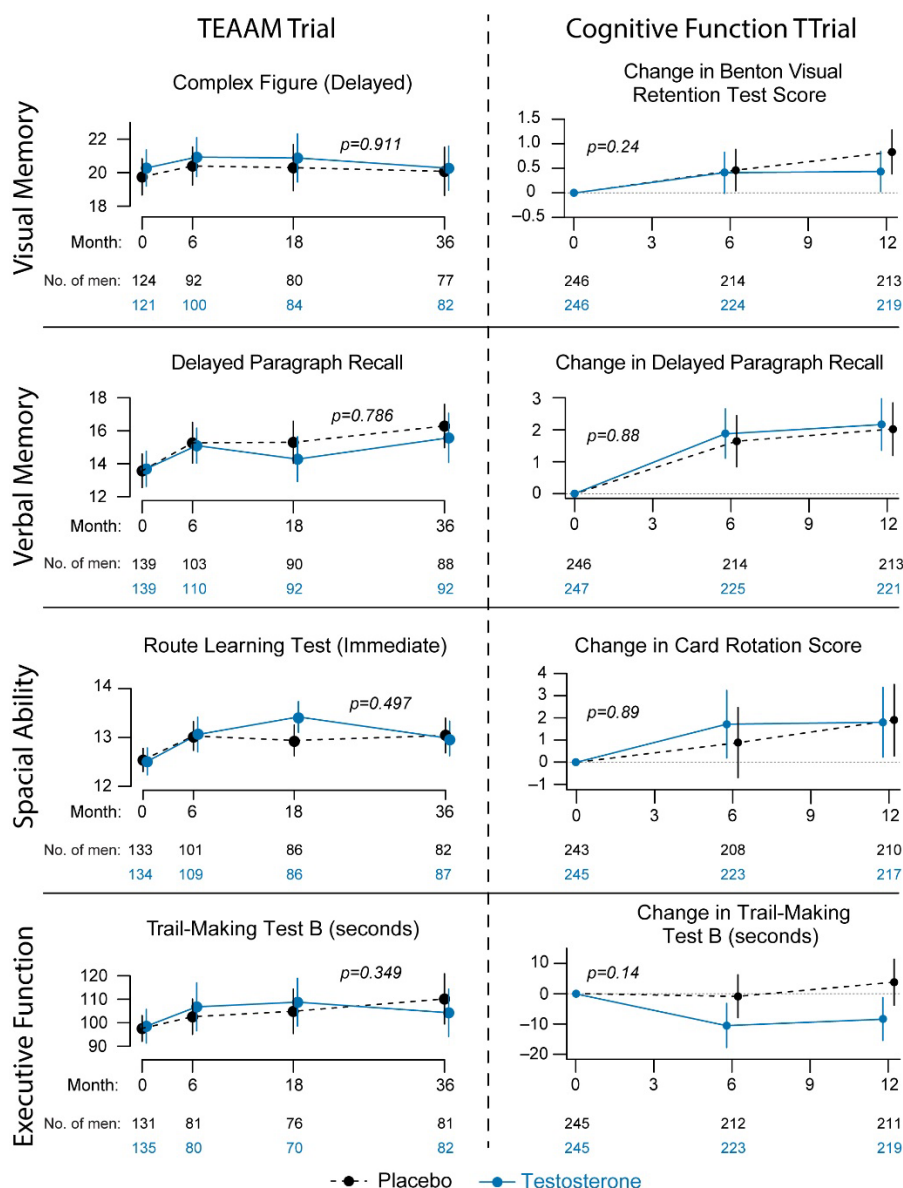 TEAAM Trial
Cognitive Function TTrial
Visual Memory
Complex Figure (Delayed)
22
20
18
p=0.911
Month: 0 6 18 36
No. of men: 124 92 80 77
121 100 84 82
Change in Benton Visual
Retention Test Score
1.5
1.0
0.5
0
–0.5
p=0.24
0 3 6 9 12
246 214 213
246 224 219
Verbal Memory
Delayed Paragraph Recall
18
16
14
12
p=0.786
Month: 0 6 18 36
No. of men: 139 103 90 88
139 110 92 92
Change in Delayed Paragraph Recall
3
2
1
0
p=0.88
0 3 6 9 12
246 214 213
247 225 221
Spacial Ability
Route Learning Test (Immediate)
14
13
12
p=0.497
Month: 0 6 18 36
No. of men: 133 101 86 82
134 109 86 87
Change in Card Rotation Score
4
3
2
1
0
–1
p=0.89
0 3 6 9 12
243 208 210
245 223 217
Executive Function
Trail-Making Test B (seconds)
120
110
100
90
p=0.349
Month: 0 6 18 36
No. of men: 131 81 76 81
135 80 70 82
Change in Trail-Making
Test B (seconds)
10
0
–10
–20
p=0.14
0 3 6 9 12
245 212 211
245 223 219
Placebo
Testosterone